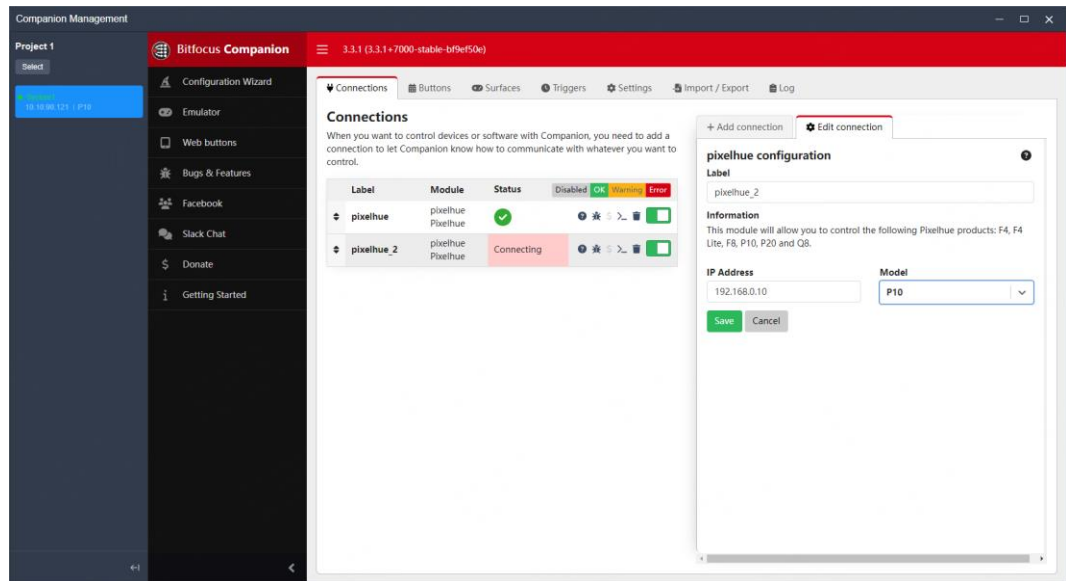 Companion Management
Project 1
Select
10.10.90.121 | P10
Bitfocus Companion
Configuration Wizard
Emulator
Web buttons
Bugs & Features
Facebook
Slack Chat
Donate
Getting Started
3.3.1 (3.3.1+7000-stable-bf9ef50e)
Connections
Buttons
Surfaces
Triggers
Settings
Import / Export
Log
Connections
When you want to control devices or software with Companion, you need to add a
connection to let Companion know how to communicate with whatever you want to
control.
Label Module Status Disabled OK Warning Error
pixelhue pixelhue
Pixelhue
pixelhue_2 pixelhue Connecting
Pixelhue
+ Add connection
Edit connection
pixelhue configuration
Label
pixelhue_2
Information
This module will allow you to control the following Pixelhue products: F4, F4
Lite, F8, P10, P20 and Q8.
IP Address Model
192.168.0.10 P10
Save Cancel